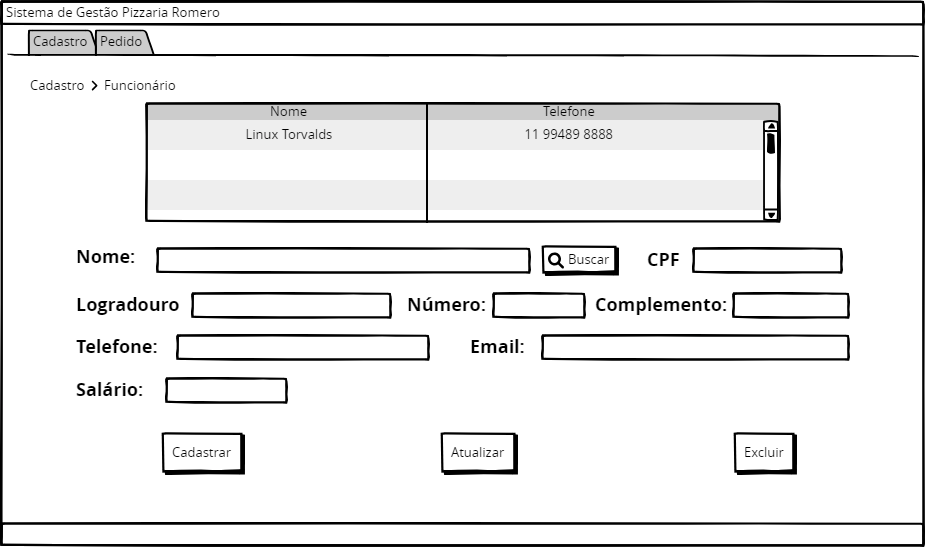 Sistema de Gestão Pizzaria Romero
Cadastro Pedido
Cadastro > Funcionário
Nome Telefone
Linux Torvalds 11 99489 8888
Nome: Buscar CPF
Logradouro Número: Complemento:
Telefone: Email:
Salário:
Cadastrar Atualizar Excluir